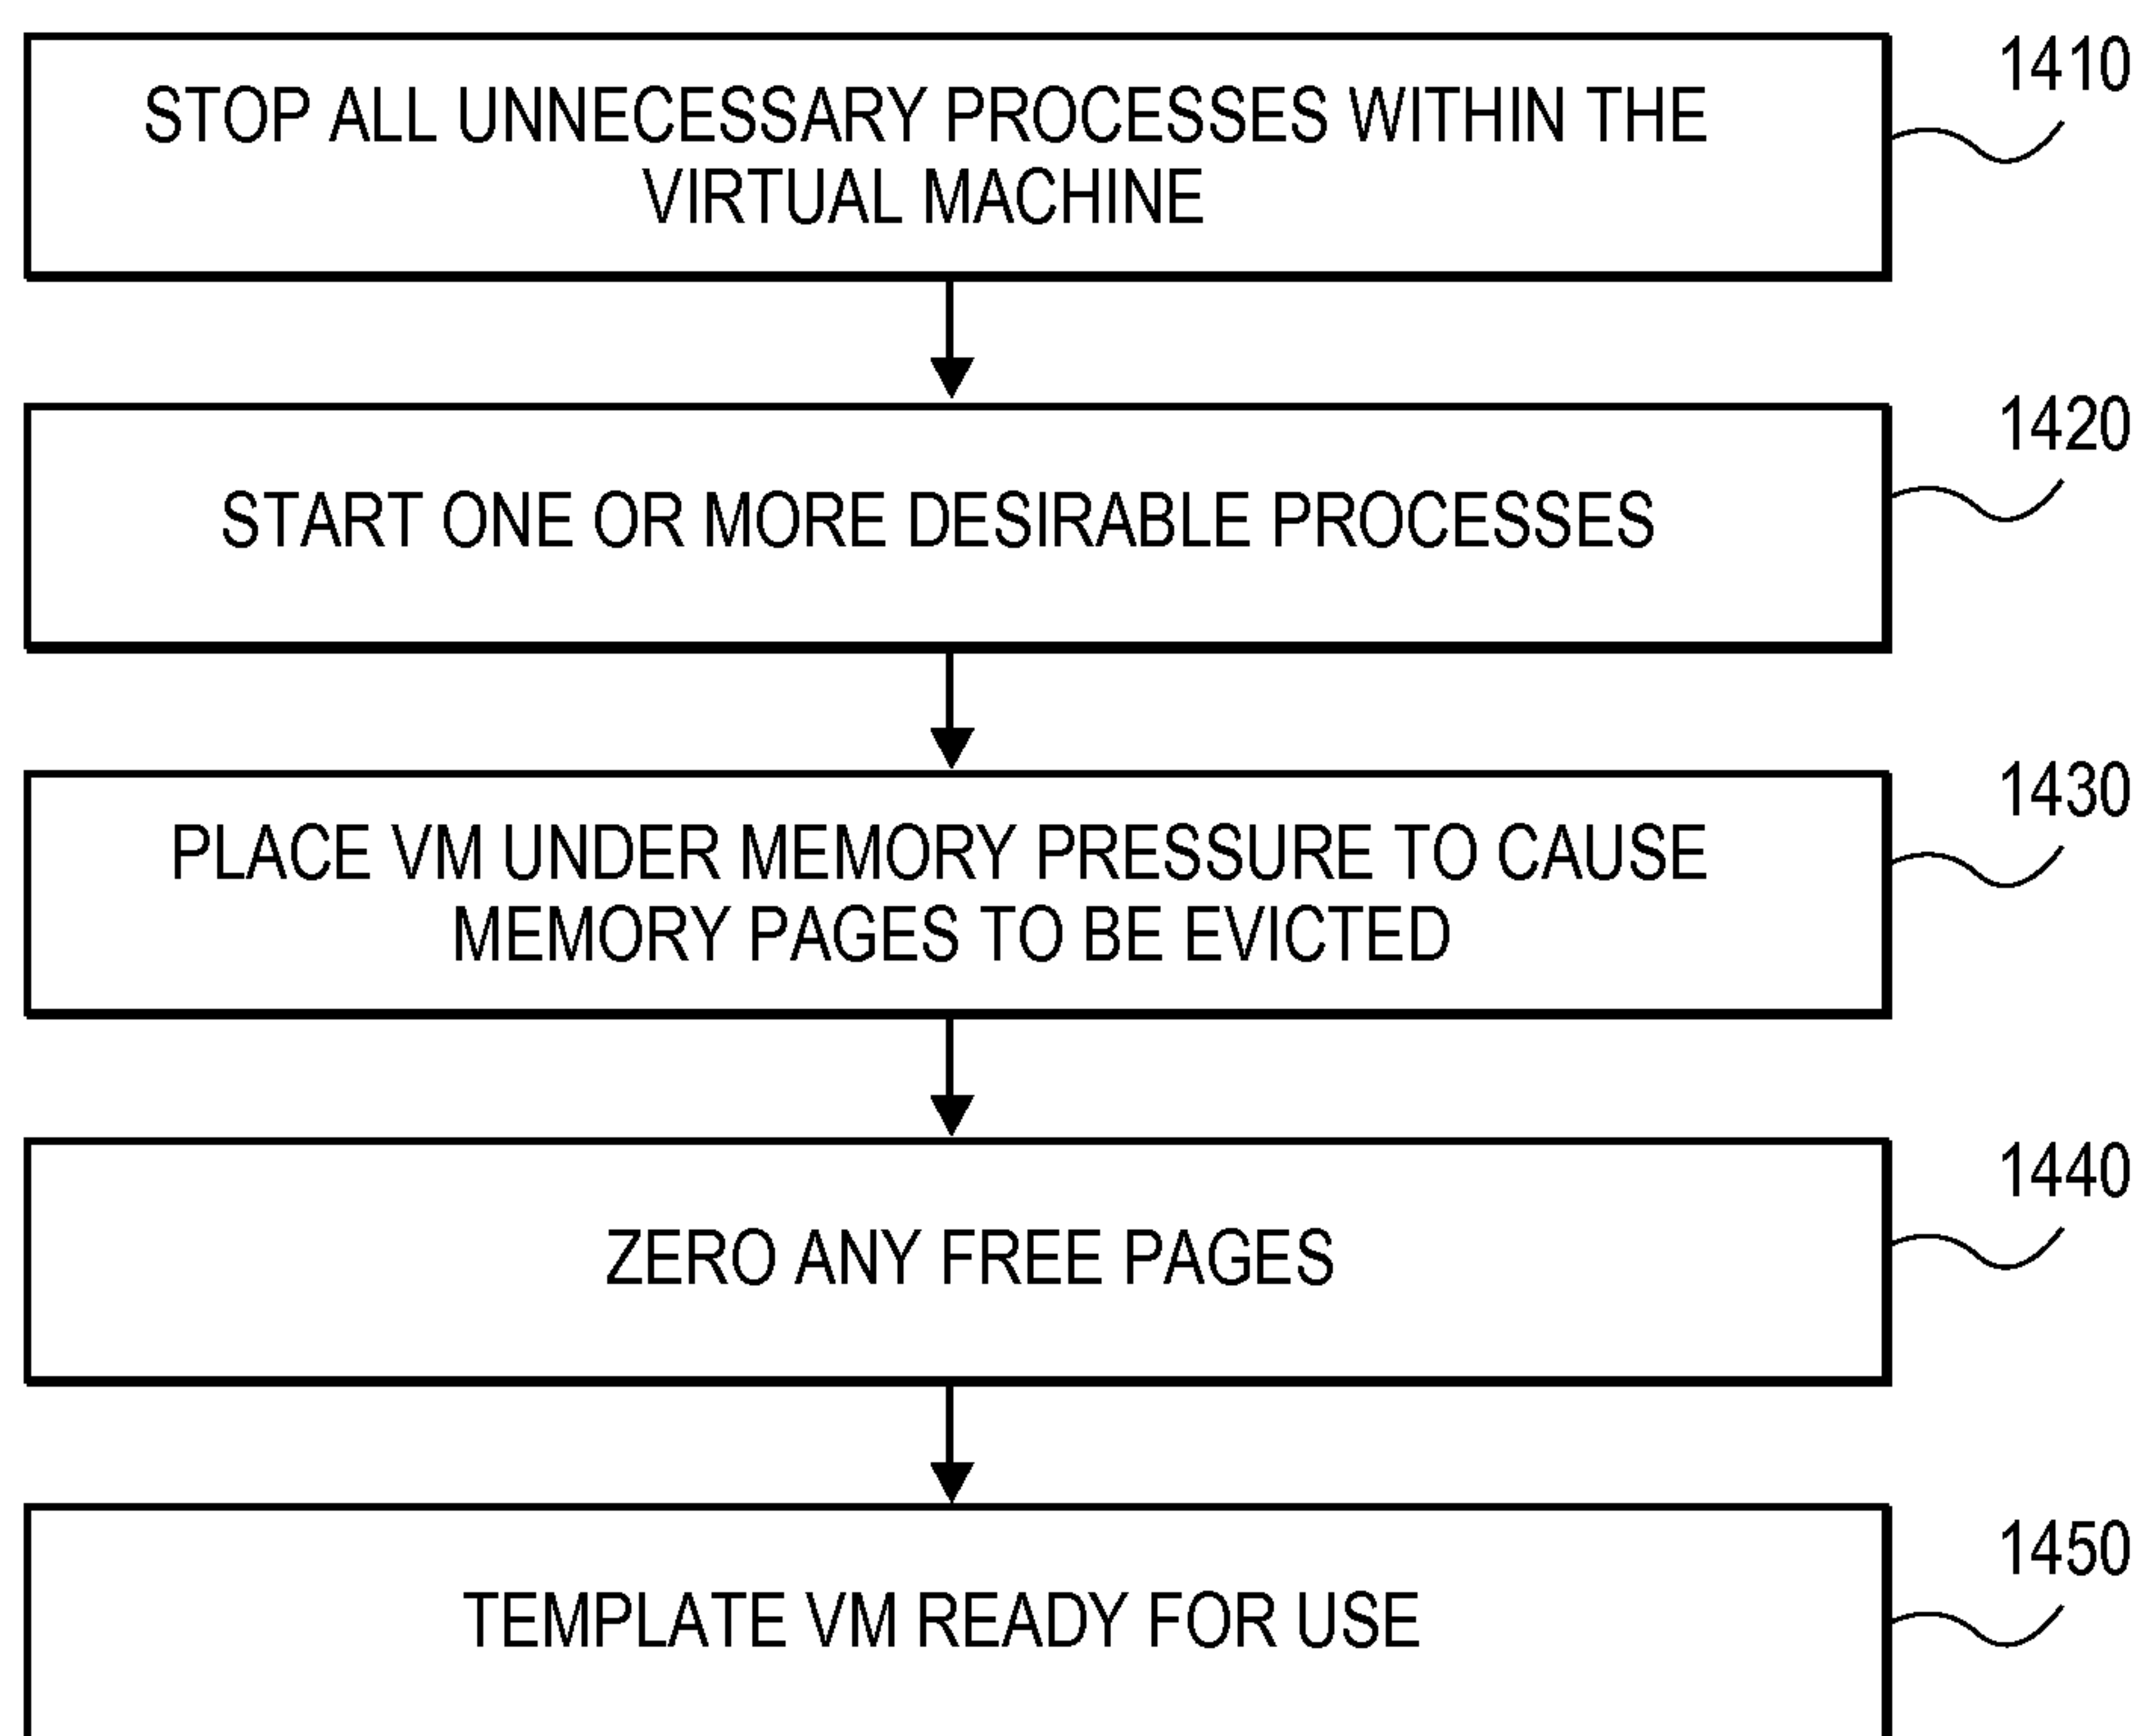 1410
STOP ALL UNNECESSARY PROCESSES WITHIN THE
VIRTUAL MACHINE
1420
START ONE OR MORE DESIRABLE PROCESSES
1430
PLACE VM UNDER MEMORY PRESSURE TO CAUSE
MEMORY PAGES TO BE EVICTED
1440
ZERO ANY FREE PAGES
1450
TEMPLATE VM READY FOR USE